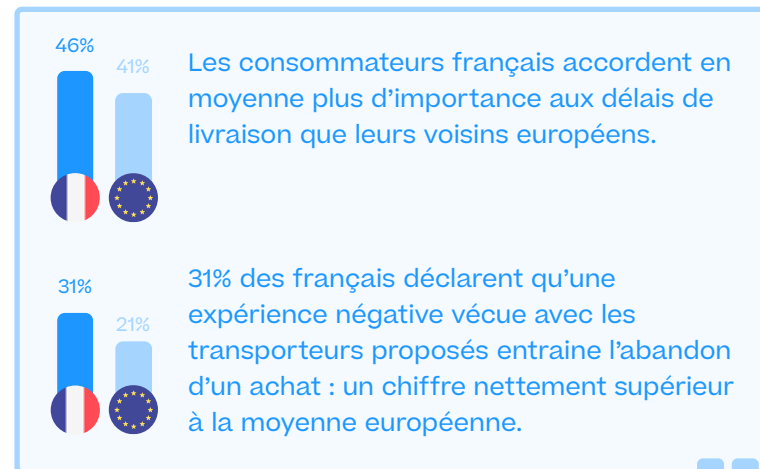 46%
41%
Les consommateurs français accordent en
moyenne plus d’importance aux délais de
livraison que leurs voisins européens.
31%
21%
31% des français déclarent qu’une
expérience négative vécue avec les
transporteurs proposés entraine l’abandon
d’un achat : un chiffre nettement supérieur
à la moyenne européenne.